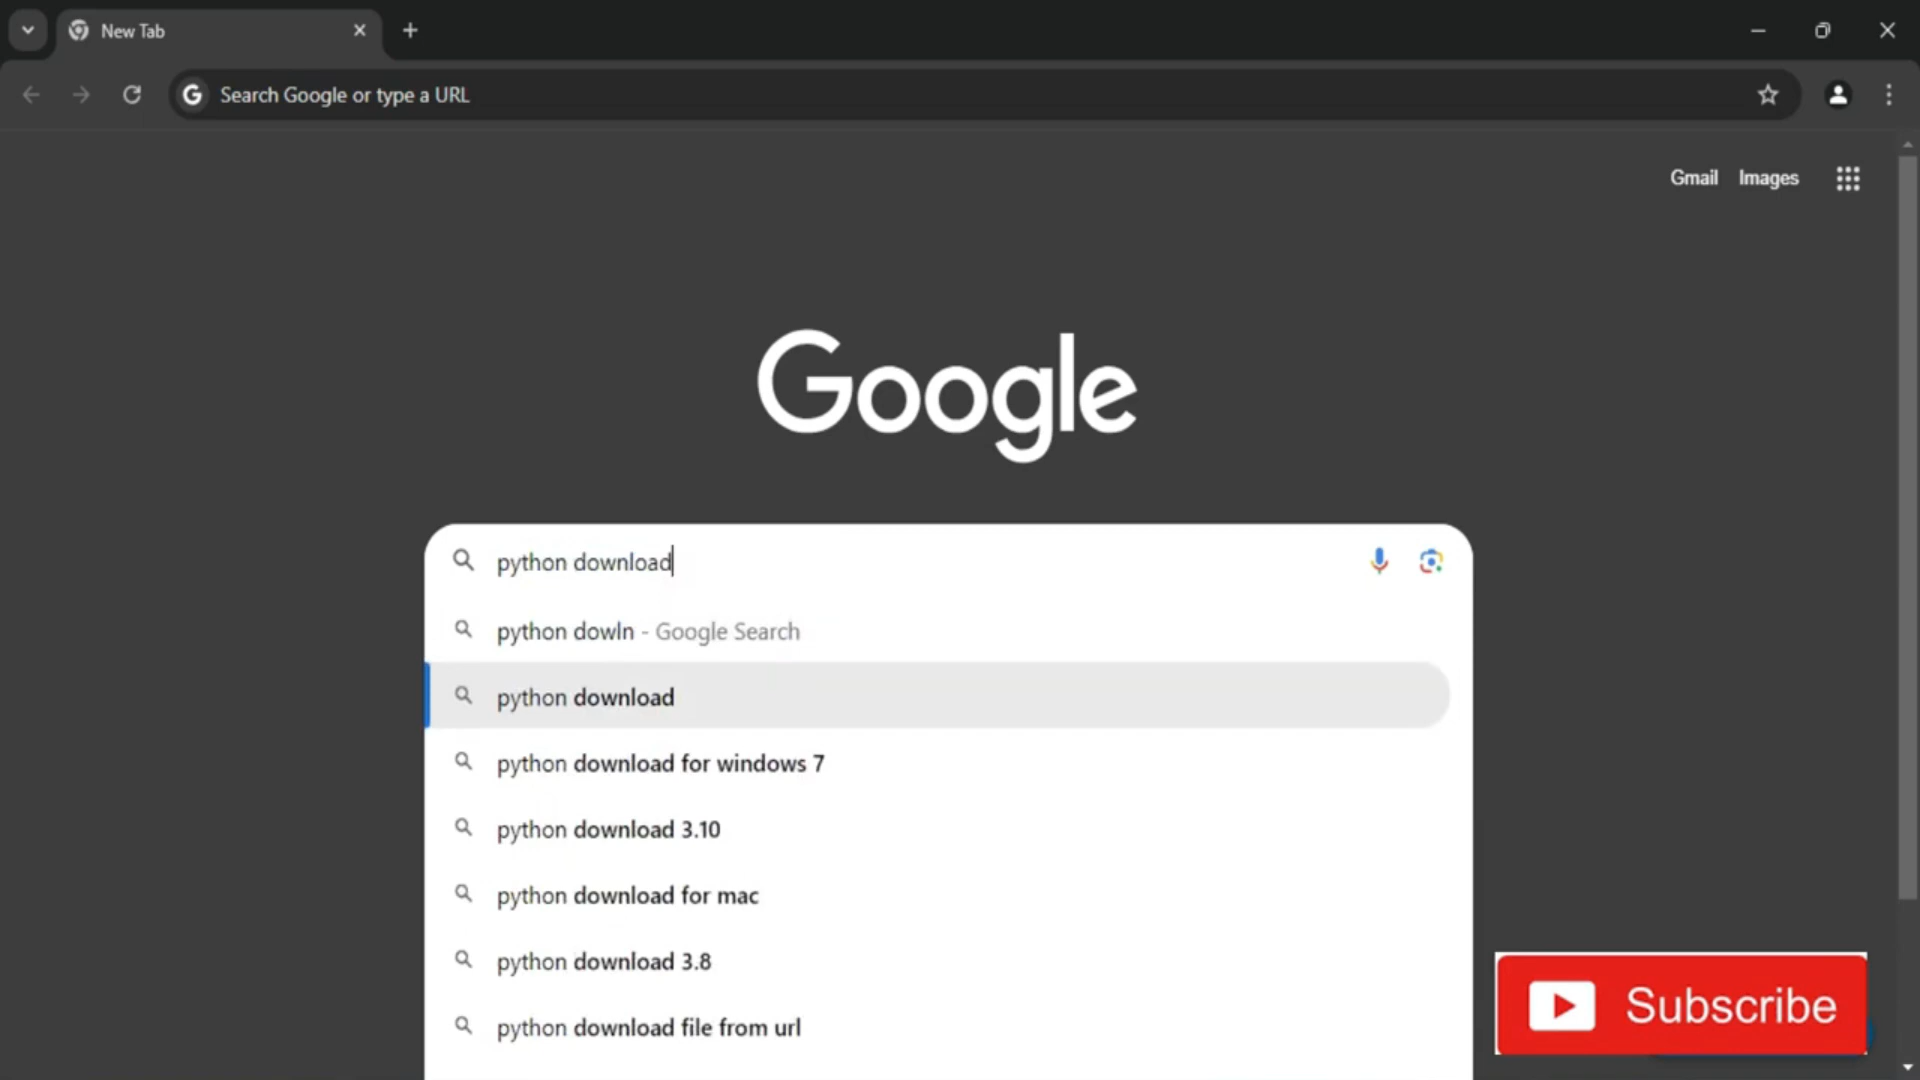 New Tab
Search Google or type a URL
Gmail Images
Google
python download
python dowln - Google Search
python download
python download for windows 7
python download 3.10
python download for mac
python download 3.8
python download file from url
Subscribe